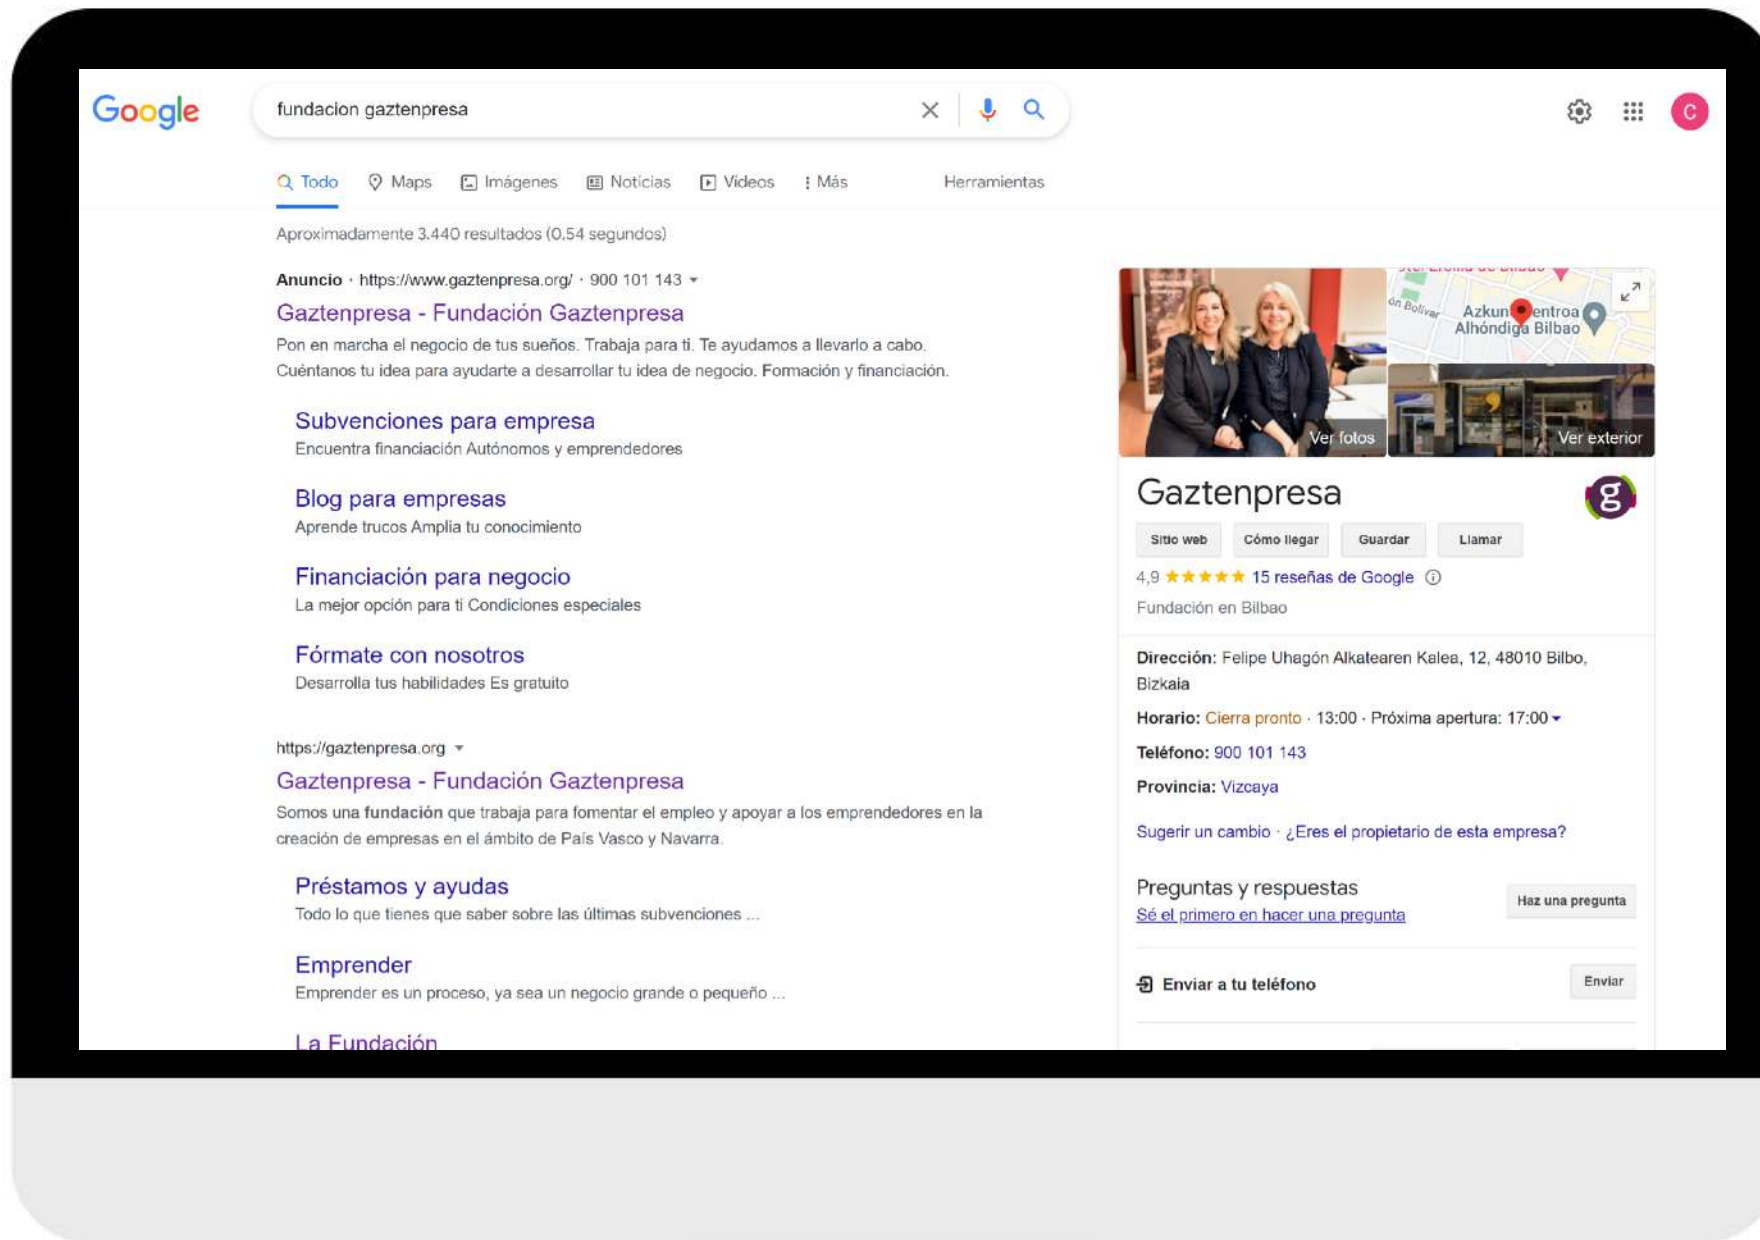 Google
fundacion gaztenpresa
C
Todo Maps Imágenes Noticias Vídeos Más Herramientas
Aproximadamente 3.440 resultados (0,54 segundos)
Anuncio · https://www.gaztenpresa.org/ · 900 101 143
Gaztenpresa - Fundación Gaztenpresa
Pon en marcha el negocio de tus sueños. Trabaja para ti. Te ayudamos a llevarlo a cabo.
Cuéntanos tu idea para ayudarte a desarrollar tu idea de negocio. Formación y financiación.
Subvenciones para empresa
Encuentra financiación Autónomos y emprendedores
Blog para empresas
Aprende trucos Amplia tu conocimiento
Financiación para negocio
La mejor opción para ti Condiciones especiales
Fórmate con nosotros
Desarrolla tus habilidades Es gratuito
https://gaztenpresa.org
Gaztenpresa - Fundación Gaztenpresa
Somos una fundación que trabaja para fomentar el empleo y apoyar a los emprendedores en la
creación de empresas en el ámbito de País Vasco y Navarra.
Préstamos y ayudas
Todo lo que tienes que saber sobre las últimas subvenciones ...
Emprender
Emprender es un proceso, ya sea un negocio grande o pequeño ...
La Fundación
ón Bolivar
Azkun Zentroa
Alhóndiga Bilbao
Ver fotos
Ver exterior
Gaztenpresa
g
Sitio web Cómo llegar Guardar Llamar
4,9 15 reseñas de Google
Fundación en Bilbao
Dirección: Felipe Uhagón Alkatearen Kalea, 12, 48010 Bilbo,
Bizkaia
Horario: Cierra pronto · 13:00 · Próxima apertura: 17:00
Teléfono: 900 101 143
Provincia: Vizcaya
Sugerir un cambio · ¿Eres el propietario de esta empresa?
Preguntas y respuestas
Sé el primero en hacer una pregunta
Haz una pregunta
Enviar a tu teléfono
Enviar